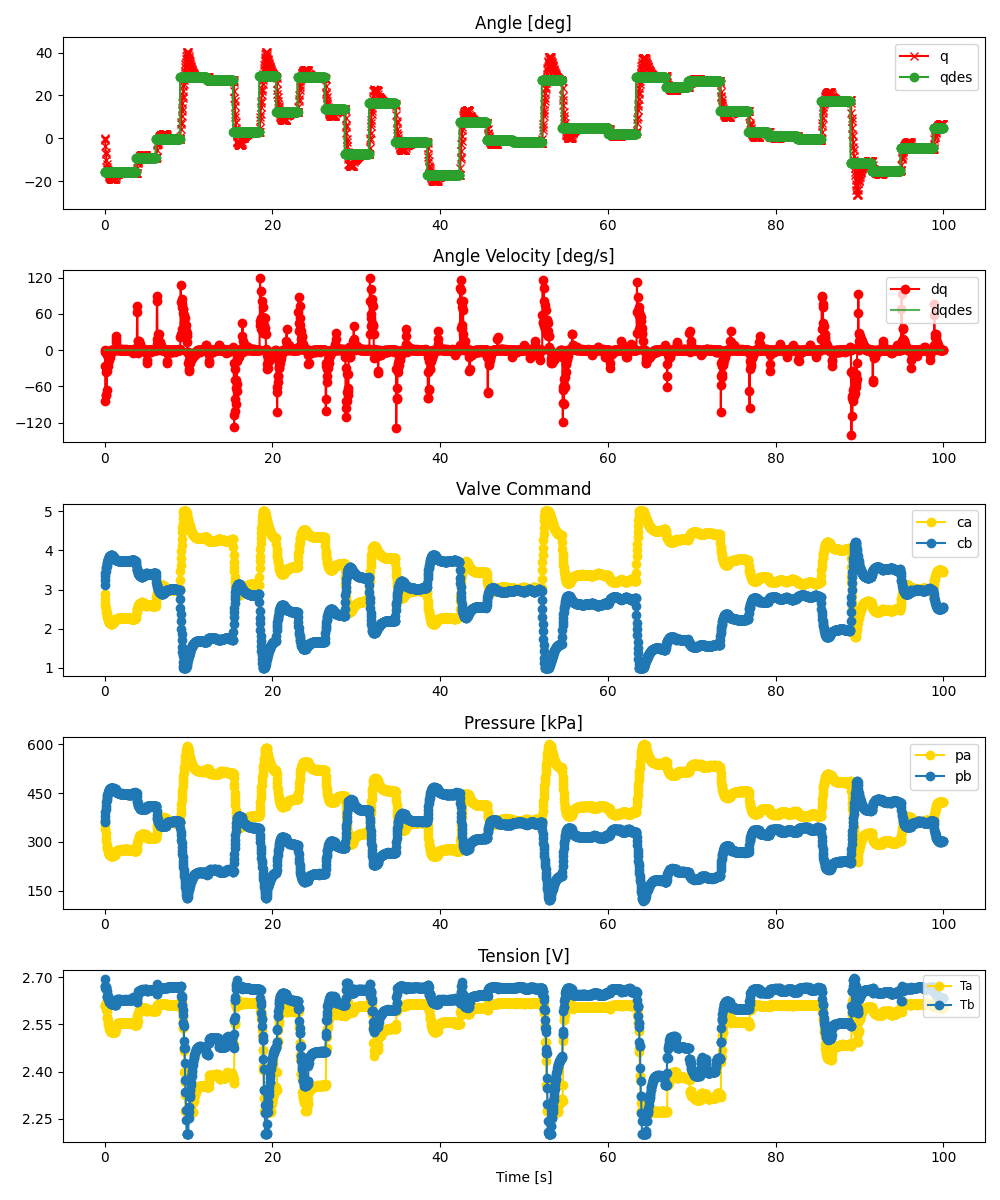 Angle [deg]
40
20
0
−20
q
qdes
0 20 40 60 80 100
Angle Velocity [deg/s]
120
60
0
−60
−120
dq
dqdes
0 20 40 60 80 100
Valve Command
5
4
3
2
1
ca
cb
0 20 40 60 80 100
Pressure [kPa]
600
450
300
150
pa
pb
0 20 40 60 80 100
Tension [V]
2.70
2.55
2.40
2.25
Ta
Tb
0 20 40 60 80 100
Time [s]